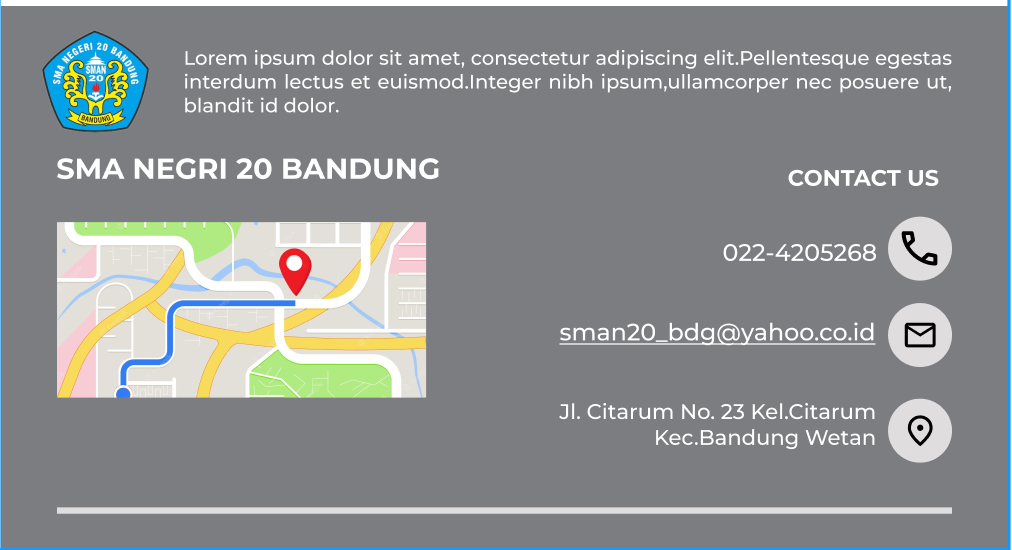 SMA NEGERI 20 BANDUNG
SMAN
20
BANDUNG
Lorem ipsum dolor sit amet, consectetur adipiscing elit.Pellentesque egestas
interdum lectus et euismod.Integer nibh ipsum,ullamcorper nec posuere ut,
blandit id dolor.
SMA NEGRI 20 BANDUNG
CONTACT US
022-4205268
sman20_bdg@yahoo.co.id
Jl. Citarum No. 23 Kel.Citarum
Kec.Bandung Wetan